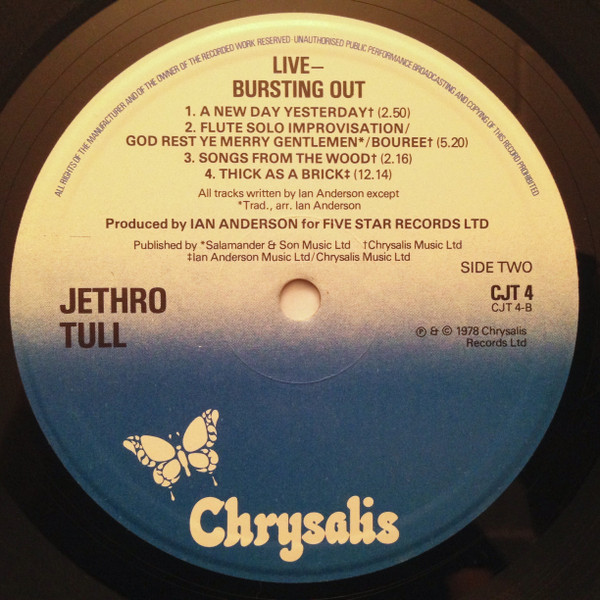 ALL RIGHTS OF THE MANUFACTURER AND OF THE OWNER OF THE RECORDED WORK RESERVED · UNAUTHORISED PUBLIC PERFORMANCE BROADCASTING AND COPYING OF THIS RECORD PROHIBITED
LIVE—
BURSTING OUT
1. A NEW DAY YESTERDAY† (2.50)
2. FLUTE SOLO IMPROVISATION/
GOD REST YE MERRY GENTLEMEN*/BOUREE† (5.20)
3. SONGS FROM THE WOOD† (2.16)
4. THICK AS A BRICK‡ (12.14)
All tracks written by Ian Anderson except
*Trad., arr. Ian Anderson
Produced by IAN ANDERSON for FIVE STAR RECORDS LTD
Published by *Salamander & Son Music Ltd †Chrysalis Music Ltd
‡Ian Anderson Music Ltd/Chrysalis Music Ltd
SIDE TWO
JETHRO
TULL
CJT 4
CJT 4-B
℗ & © 1978 Chrysalis
Records Ltd
Chrysalis